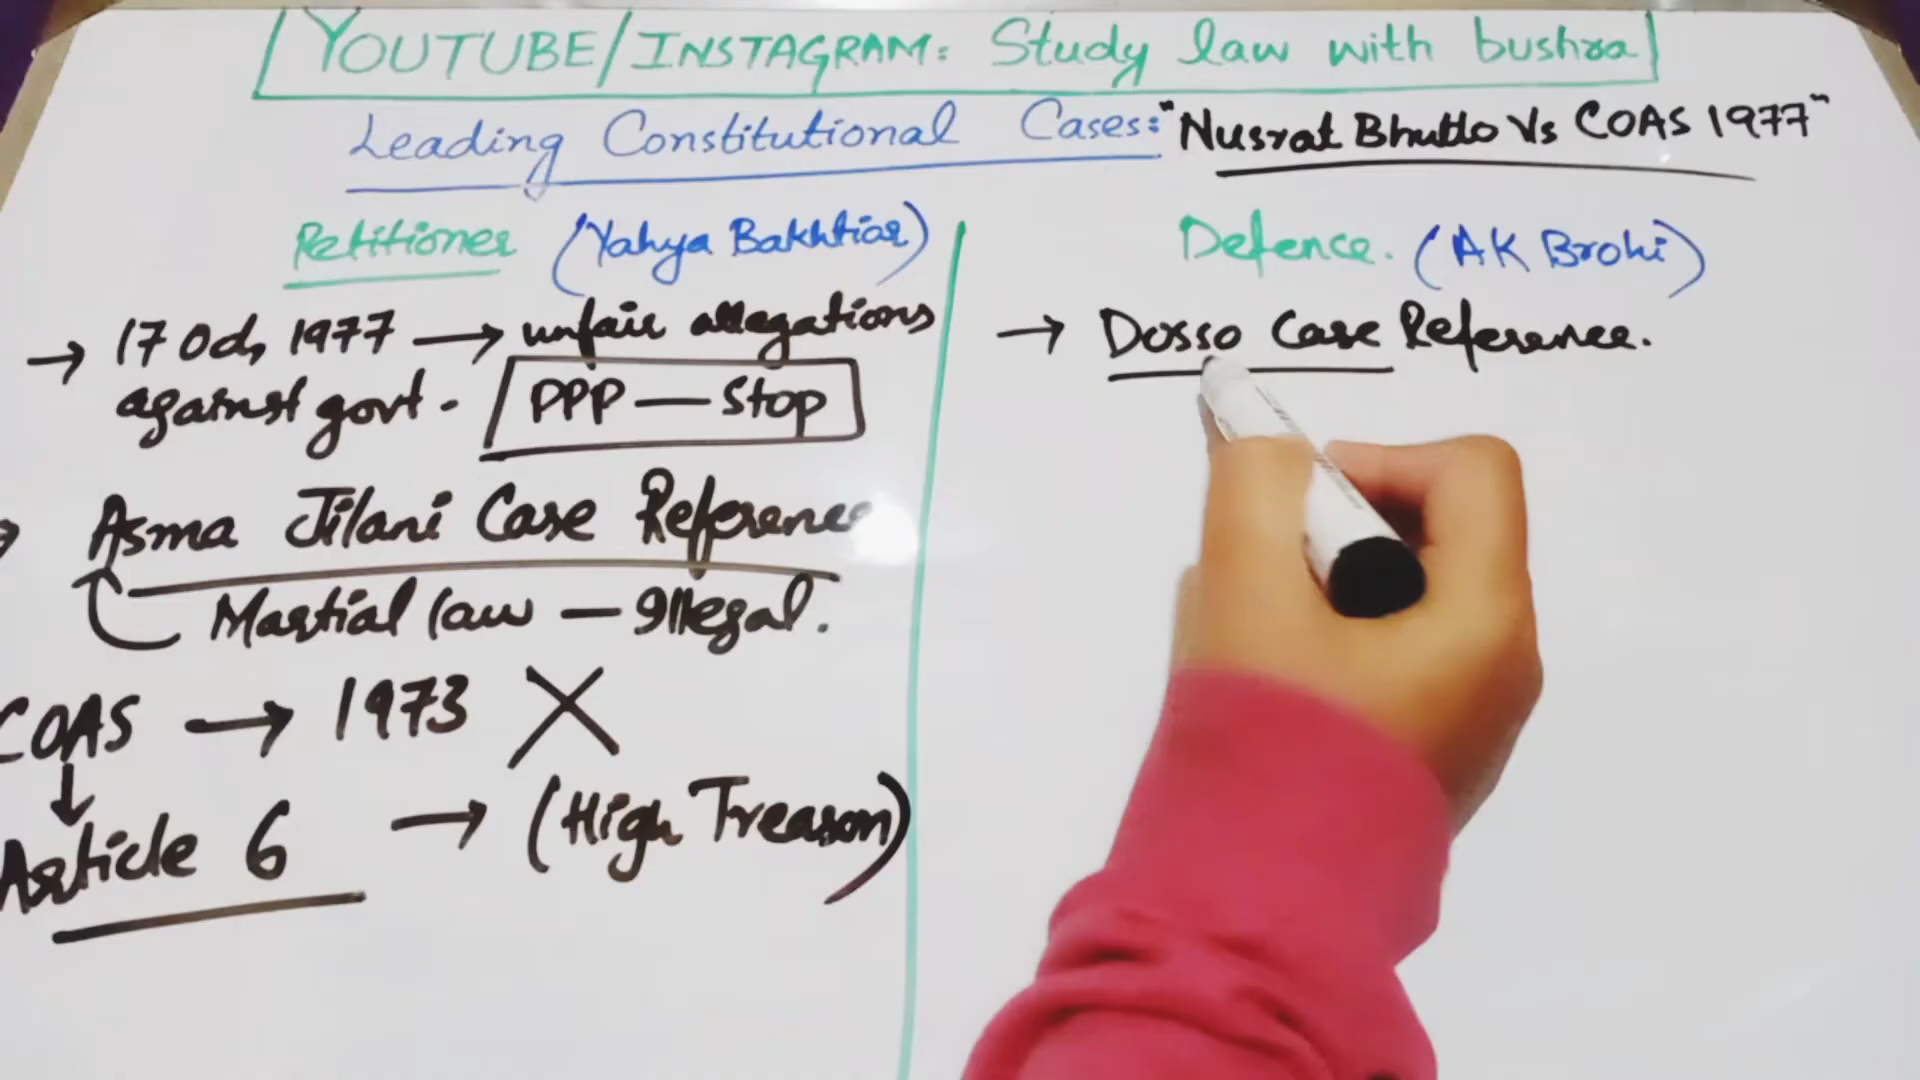 YOUTUBE/INSTAGRAM: Study law with bushra
Leading Constitutional Cases: "Nusrat Bhutto Vs COAS 1977"
Petitioner (Yahya Bakhtiar)
→ 17 Oct, 1977 → unfair allegations
against govt. PPP — Stop
Asma Jilani Case Reference
Martial law — Illegal.
COAS → 1973 X
Article 6 → (High Treason)
Defence. (AK Brohi)
→ Dosso Case Reference.